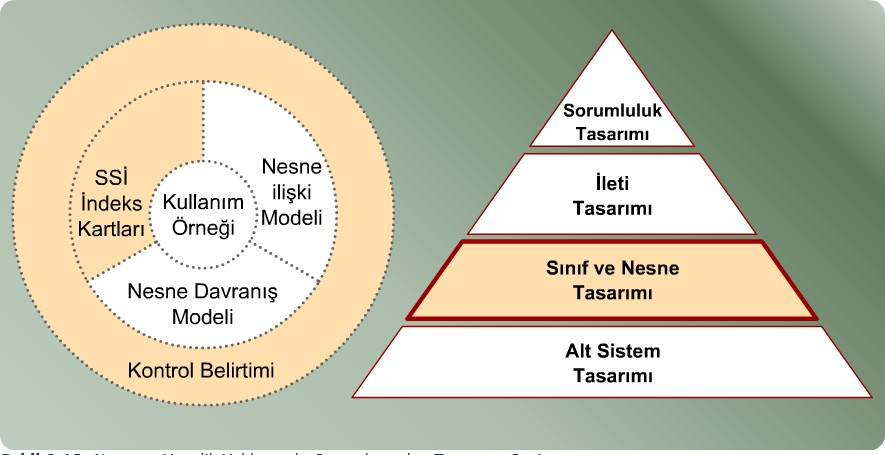 SSİ
İndeks
Kartları
Kullanım
Örneği
Nesne
ilişki
Modeli
Nesne Davranış
Modeli
Kontrol Belirtimi
Sorumluluk
Tasarımı
İleti
Tasarımı
Sınıf ve Nesne
Tasarımı
Alt Sistem
Tasarımı